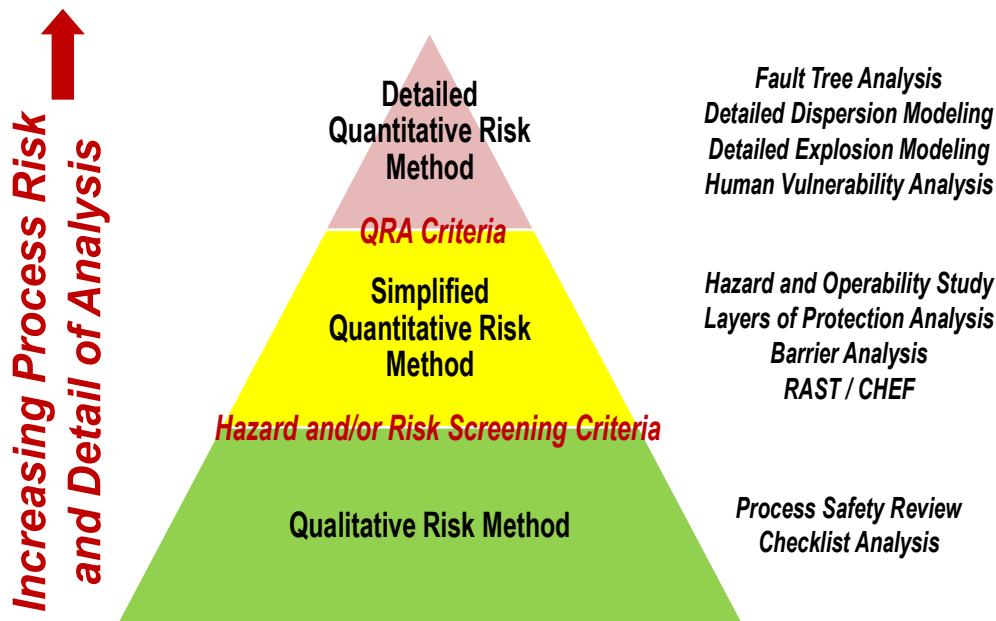 Increasing Process Risk
and Detail of Analysis
Detailed
Quantitative Risk
Method
Fault Tree Analysis
Detailed Dispersion Modeling
Detailed Explosion Modeling
Human Vulnerability Analysis
QRA Criteria
Simplified
Quantitative Risk
Method
Hazard and Operability Study
Layers of Protection Analysis
Barrier Analysis
RAST / CHEF
Hazard and/or Risk Screening Criteria
Qualitative Risk Method
Process Safety Review
Checklist Analysis